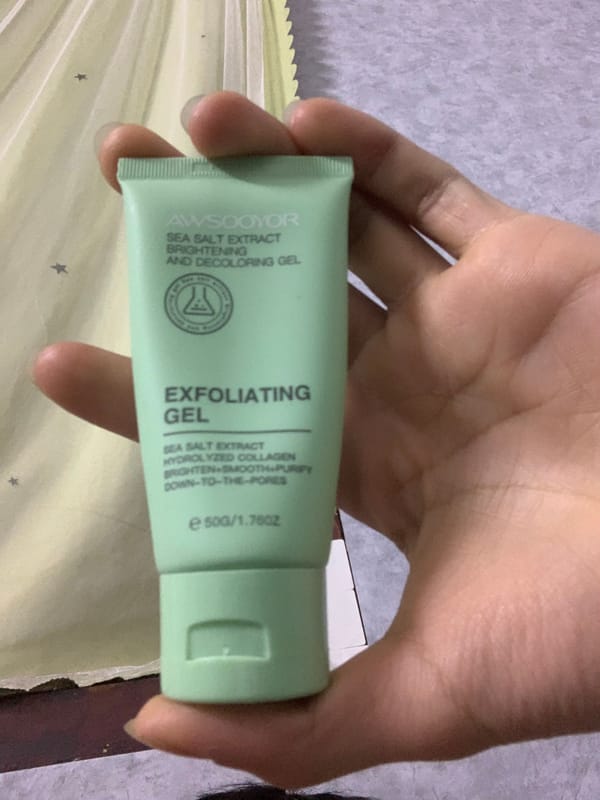 AWSOOYOR
SEA SALT EXTRACT
BRIGHTENING
AND DECOLORING GEL
EXFOLIATING
GEL
SEA SALT EXTRACT
HYDROLYZED COLLAGEN
BRIGHTEN+SMOOTH+PURIFY
DOWN-TO-THE-PORES
e 50G/1.76OZ